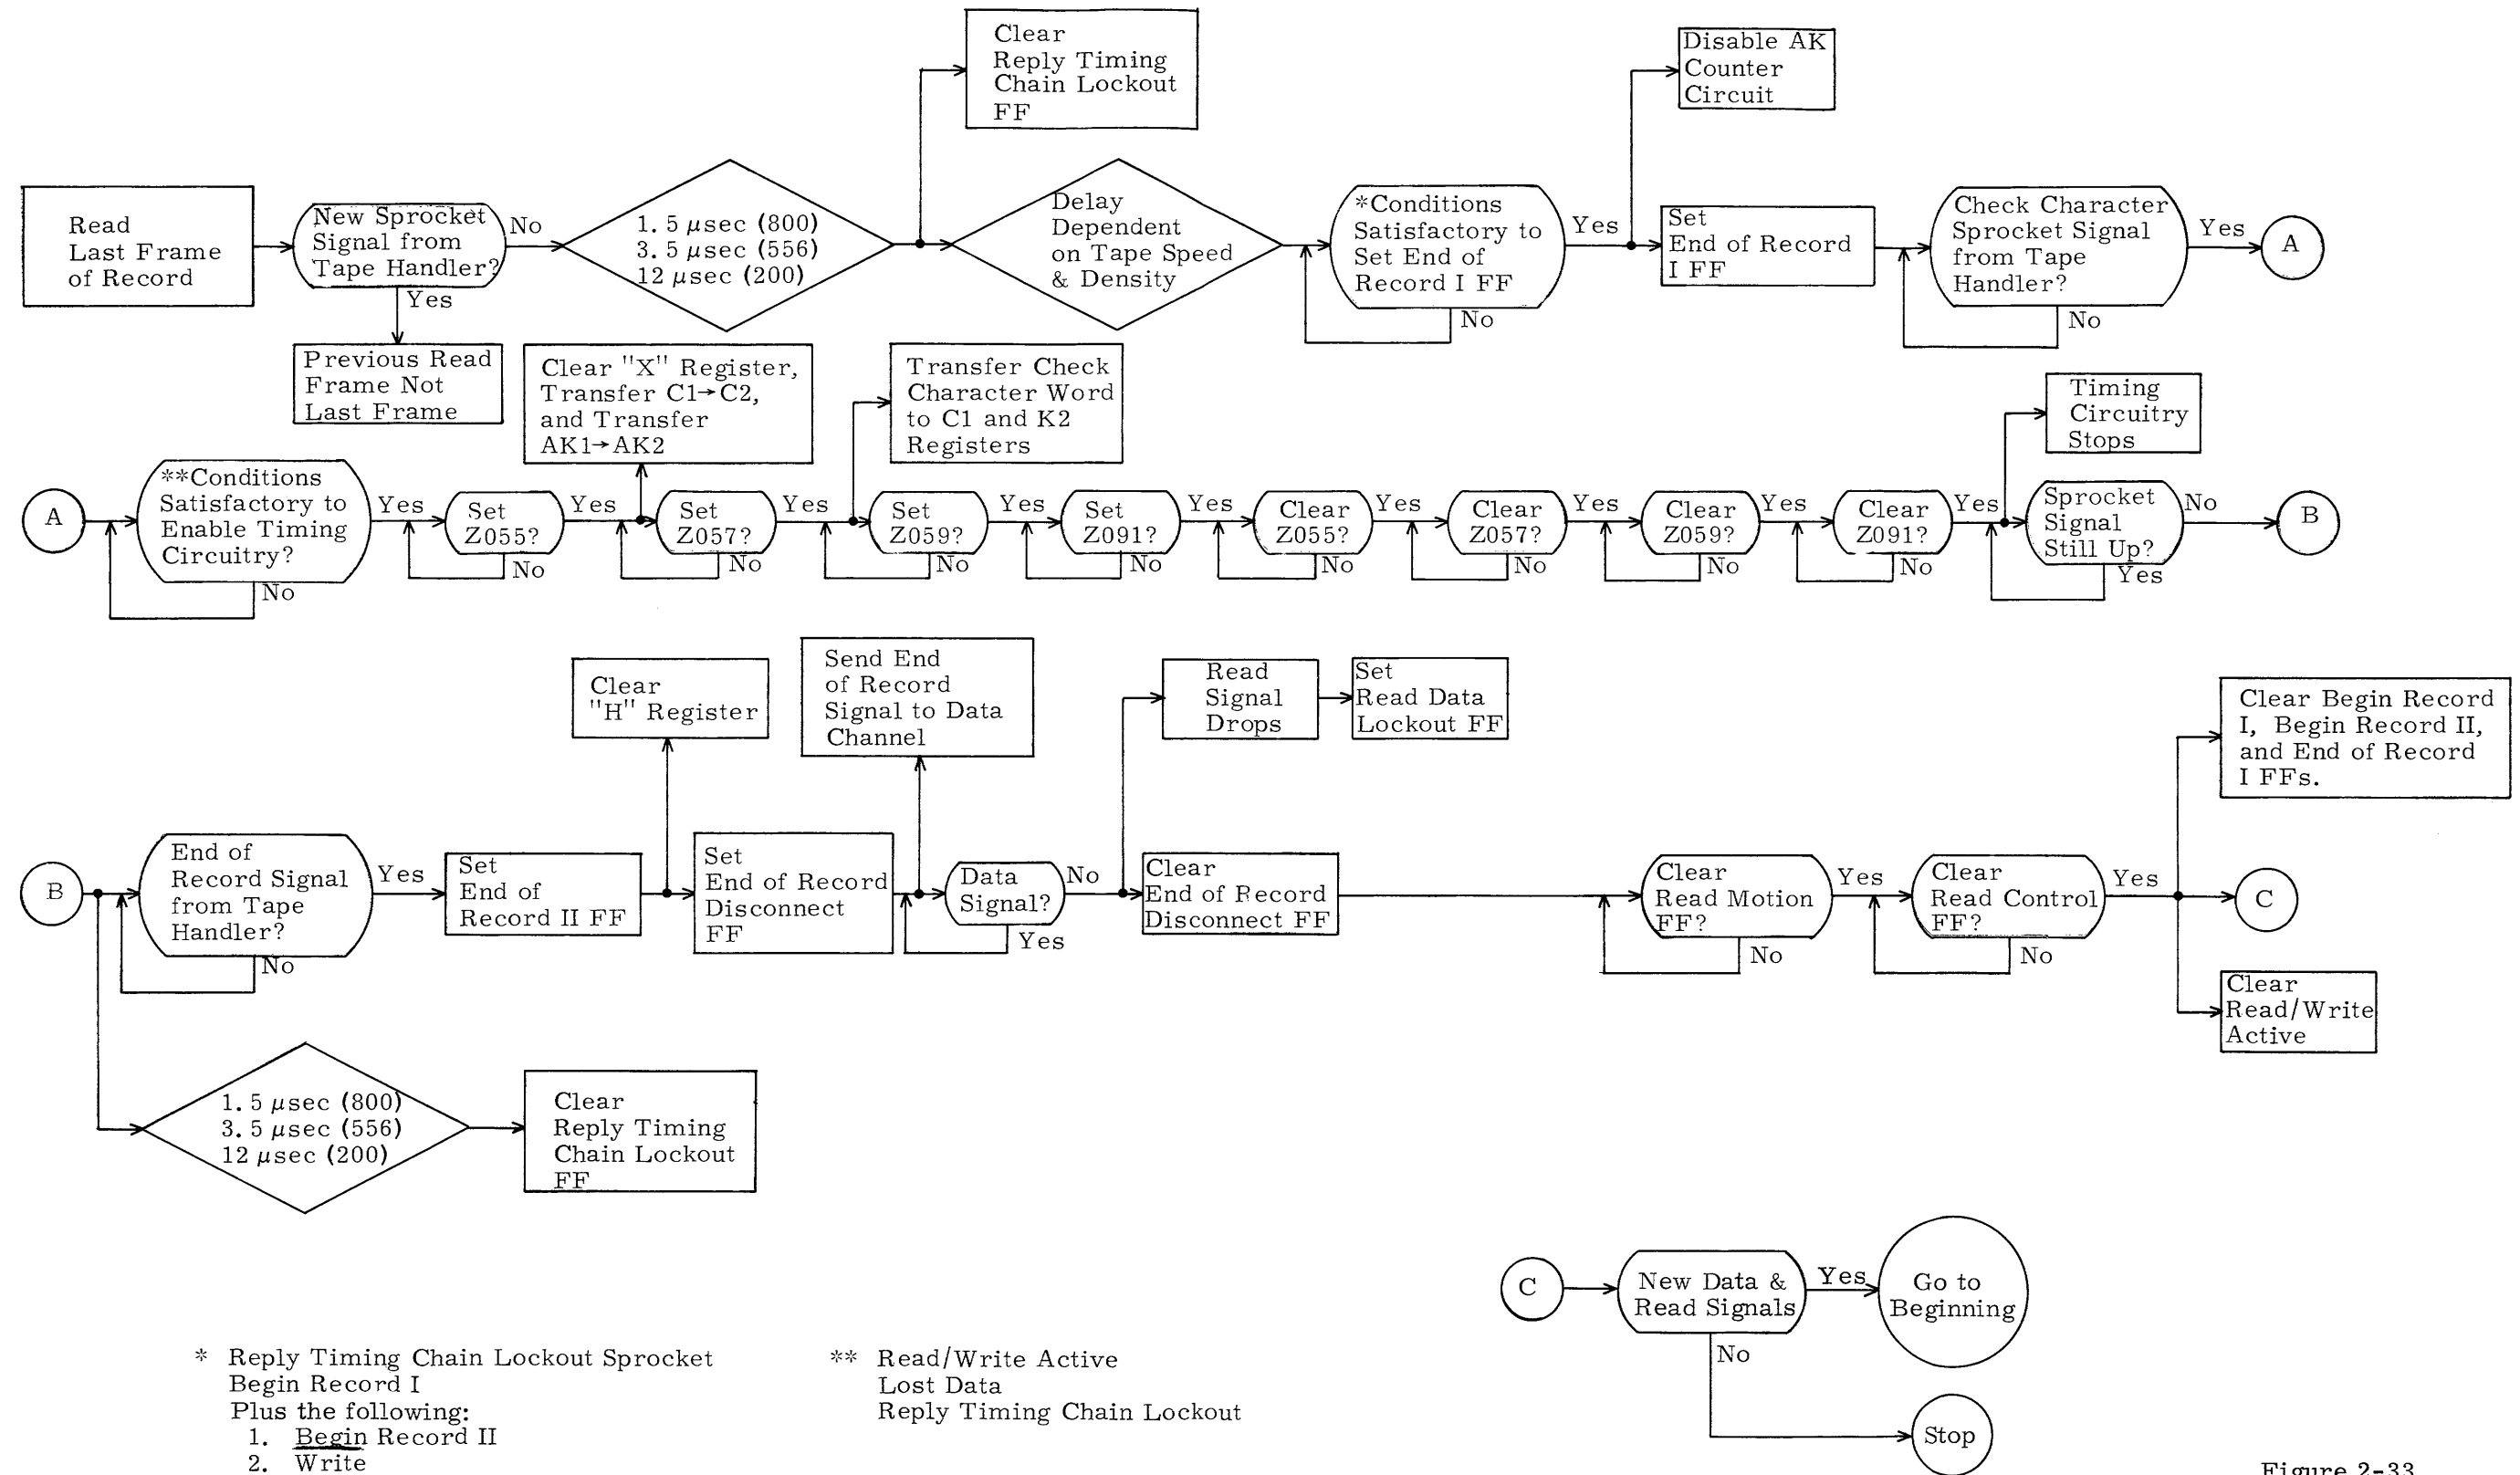 Clear
Reply Timing
Chain Lockout
FF
Disable AK
Counter
Circuit
Read
Last Frame
of Record
New Sprocket
Signal from
Tape Handler?
No
Yes
1. 5 μsec (800)
3. 5 μsec (556)
12 μsec (200)
Delay
Dependent
on Tape Speed
& Density
*Conditions
Satisfactory to
Set End of
Record I FF
Yes
No
Set
End of Record
I FF
Check Character
Sprocket Signal
from Tape
Handler?
Yes
No
A
Previous Read
Frame Not
Last Frame
Clear "X" Register,
Transfer C1→C2,
and Transfer
AK1→AK2
Transfer Check
Character Word
to C1 and K2
Registers
Timing
Circuitry
Stops
A
**Conditions
Satisfactory to
Enable Timing
Circuitry?
Yes
No
Set
Z055?
Yes
No
Set
Z057?
Yes
No
Set
Z059?
Yes
No
Set
Z091?
Yes
No
Clear
Z055?
Yes
No
Clear
Z057?
Yes
No
Clear
Z059?
Yes
No
Clear
Z091?
Yes
No
Sprocket
Signal
Still Up?
No
Yes
B
Clear
"H" Register
Send End
of Record
Signal to Data
Channel
Read
Signal
Drops
Set
Read Data
Lockout FF
Clear Begin Record
I, Begin Record II,
and End of Record
I FFs.
B
End of
Record Signal
from Tape
Handler?
Yes
No
Set
End of
Record II FF
Set
End of Record
Disconnect
FF
Data
Signal?
No
Yes
Clear
End of Record
Disconnect FF
Clear
Read Motion
FF?
Yes
No
Clear
Read Control
FF?
Yes
No
C
Clear
Read/Write
Active
1. 5 μsec (800)
3. 5 μsec (556)
12 μsec (200)
Clear
Reply Timing
Chain Lockout
FF
C
New Data &
Read Signals
Yes
No
Go to
Beginning
Stop
* Reply Timing Chain Lockout Sprocket
Begin Record I
Plus the following:
1. Begin Record II
2. Write
** Read/Write Active
Lost Data
Reply Timing Chain Lockout
Figure 2-33